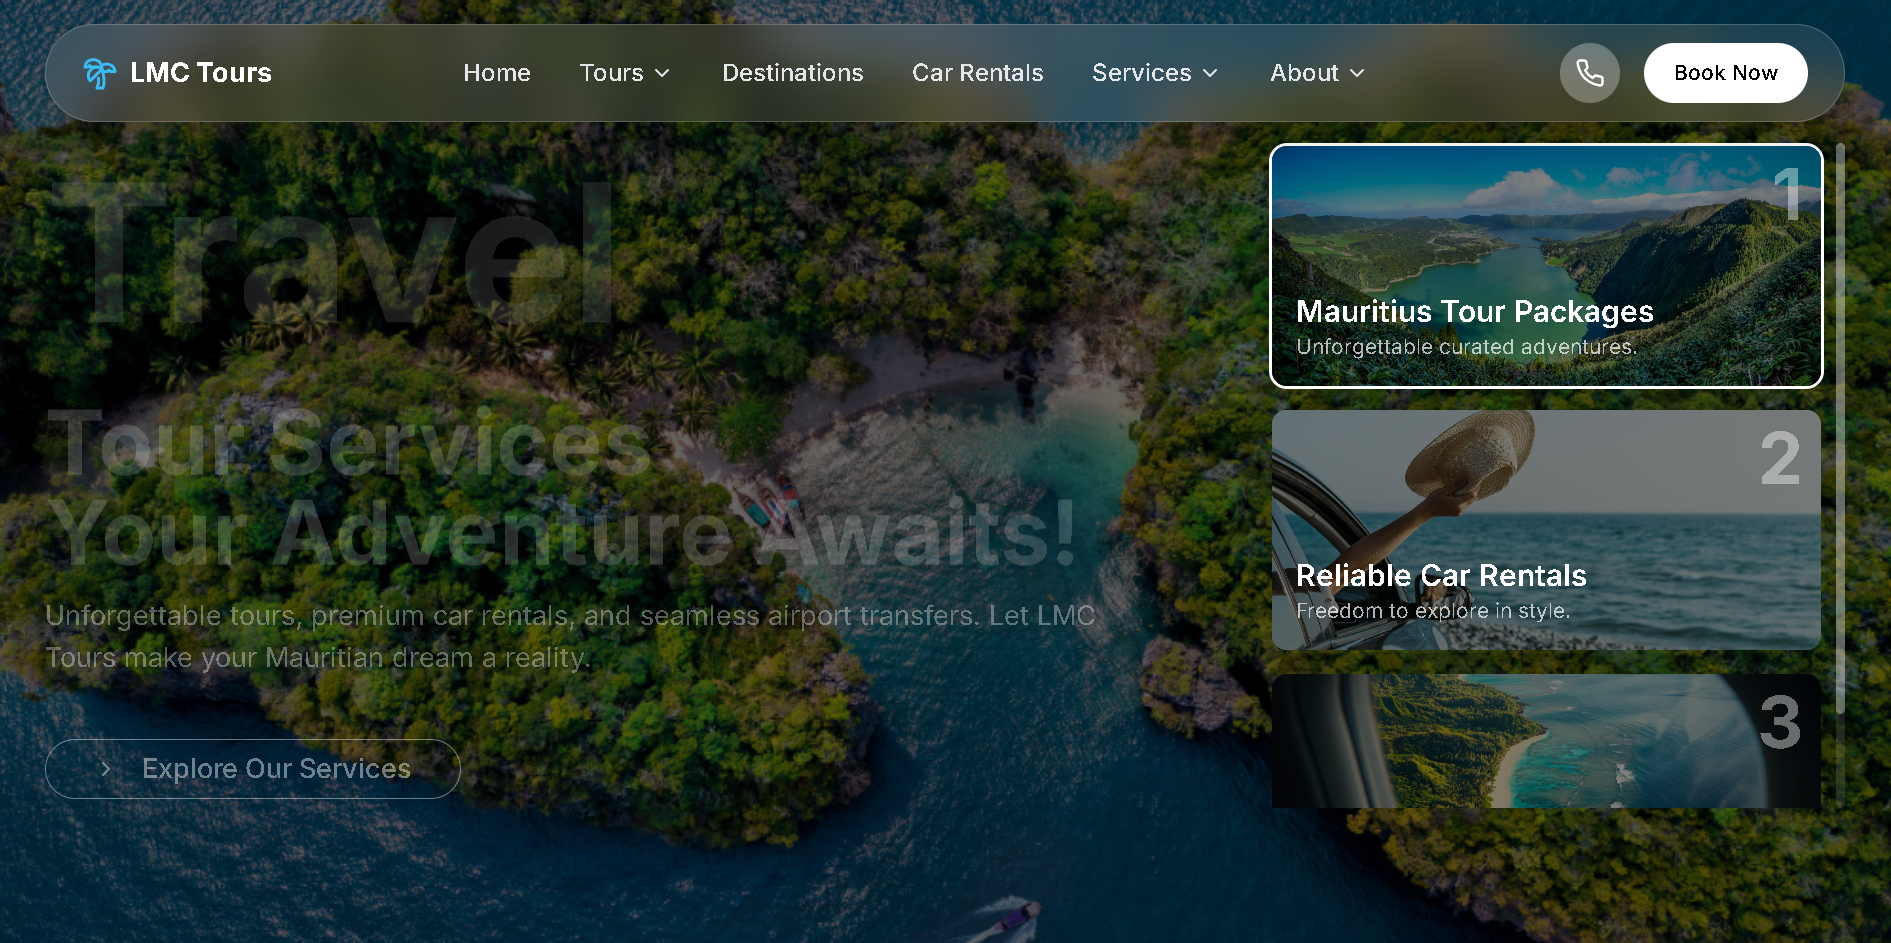 LMC Tours
Home
Tours
Destinations
Car Rentals
Services
About
Book Now
Travel
Tour Services
Your Adventure Awaits!
Unforgettable tours, premium car rentals, and seamless airport transfers. Let LMC
Tours make your Mauritian dream a reality.
Explore Our Services
1
Mauritius Tour Packages
Unforgettable curated adventures.
2
Reliable Car Rentals
Freedom to explore in style.
3